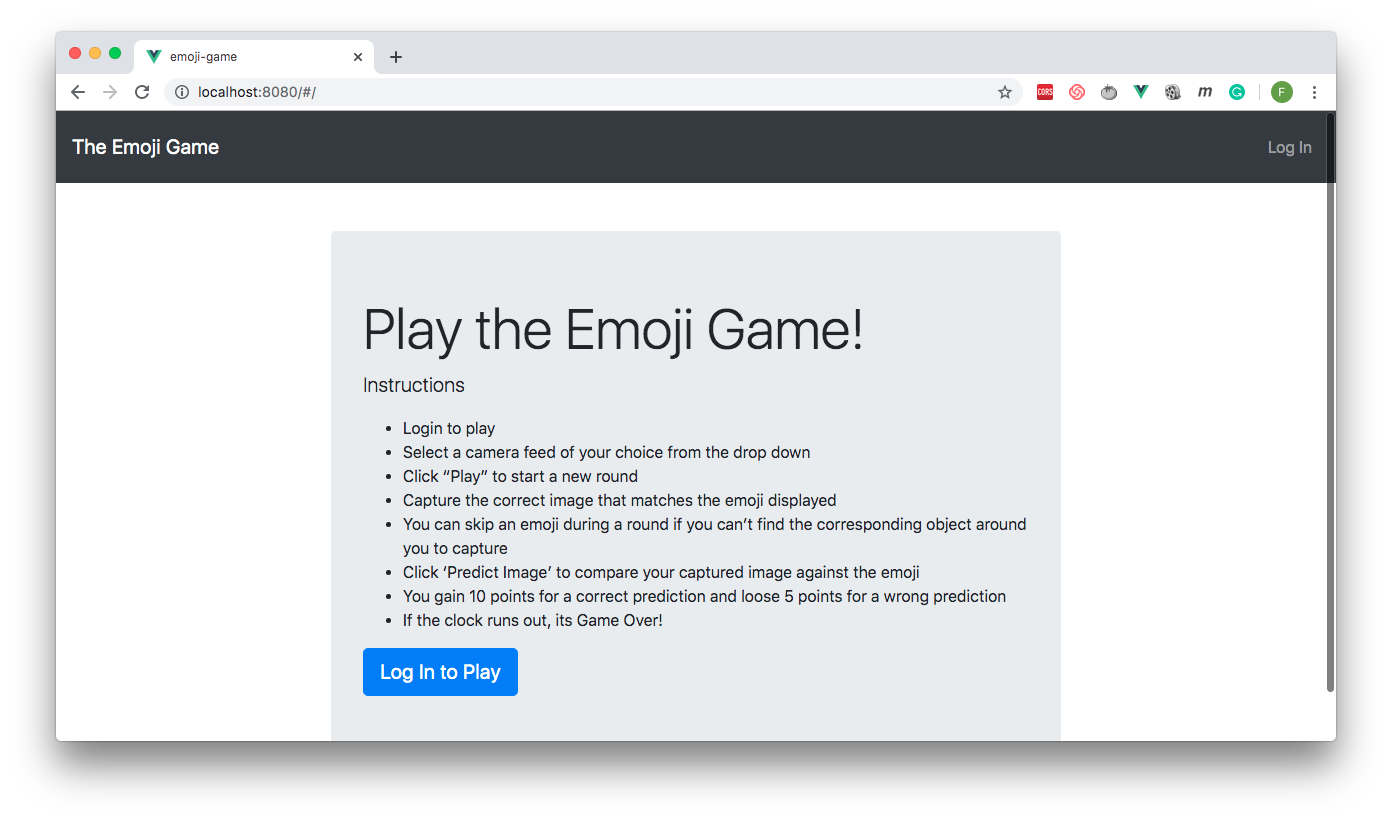 emoji-game
localhost:8080/#/
CORS
m
G
F
The Emoji Game
Log In
Play the Emoji Game!
Instructions
• Login to play
• Select a camera feed of your choice from the drop down
• Click “Play” to start a new round
• Capture the correct image that matches the emoji displayed
• You can skip an emoji during a round if you can’t find the corresponding object around
you to capture
• Click ‘Predict Image’ to compare your captured image against the emoji
• You gain 10 points for a correct prediction and loose 5 points for a wrong prediction
• If the clock runs out, its Game Over!
Log In to Play